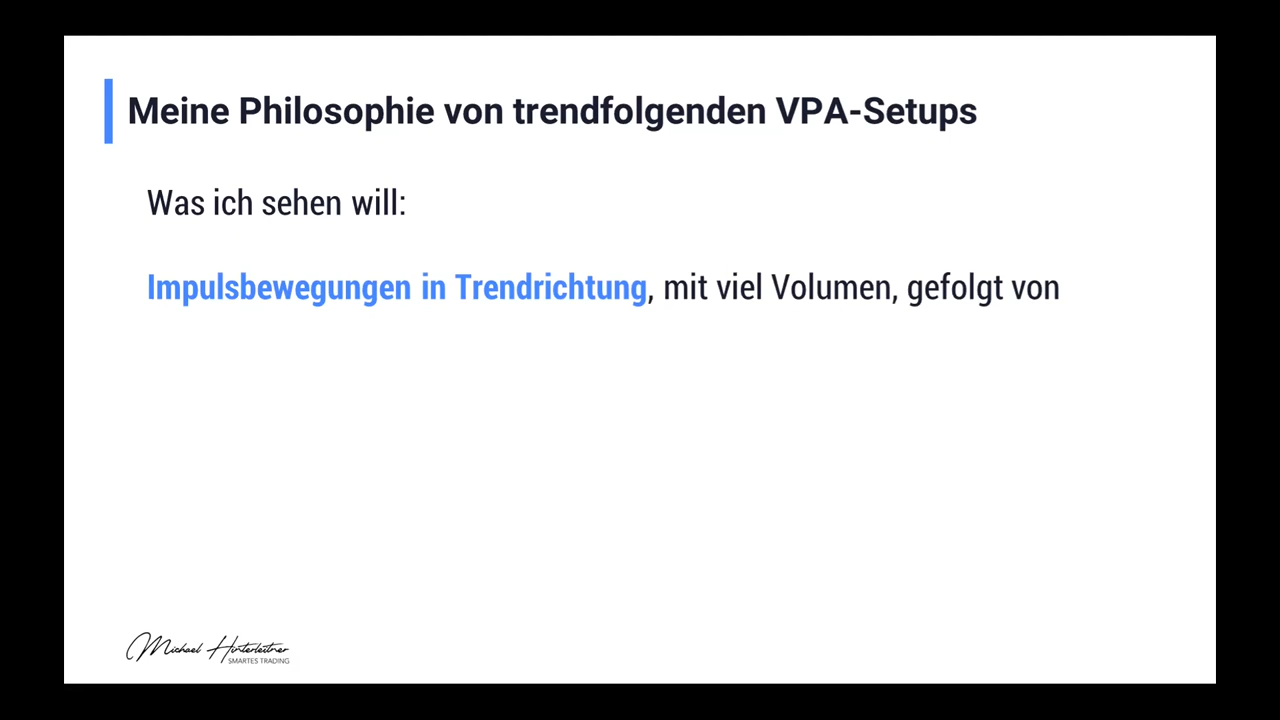 Meine Philosophie von trendfolgenden VPA-Setups
Was ich sehen will:
Impulsbewegungen in Trendrichtung, mit viel Volumen, gefolgt von
Michael Hinterleitner
SMARTES TRADING